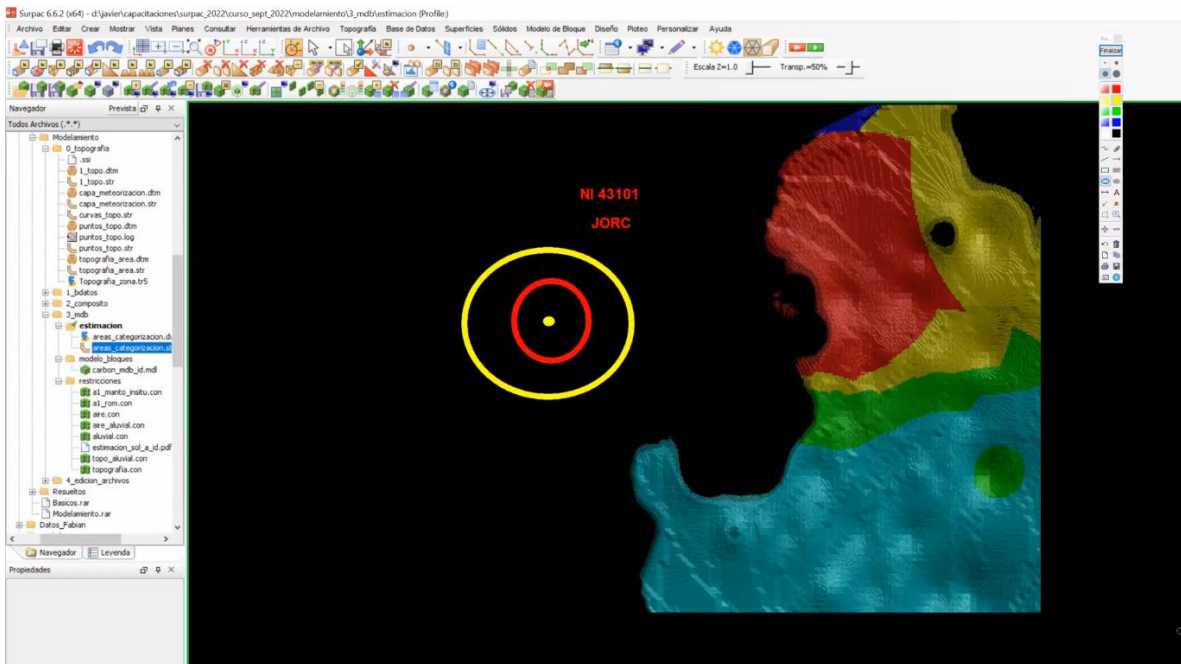 Surpac 6.6.2 (x64) - d:\javier\capacitaciones\surpac_2022\curso_sept_2022\modelamiento\3_mdb\estimacion (Profile:)
Archivo Editar Crear Mostrar Vista Planes Consultar Herramientas de Archivo Topografía Base de Datos Superficies Sólidos Modelo de Bloque Diseño Ploteo Personalizar Ayuda
Finalizar
Escala Z=1.0 Transp.=50%
Navegador Prevista
Todos Archivos (.*.*)
Modelamiento
0_topografia
.ssi
1_topo.dtm
1_topo.str
capa_meteorizacion.dtm
capa_meteorizacion.str
curvas_topo.str
puntos_topo.dtm
puntos_topo.log
puntos_topo.str
topografia_area.dtm
topografia_area.str
Topografia_zona.tr5
1_bdatos
2_composito
3_mdb
estimacion
areas_categorizacion.d
areas_categorizacion.st
modelo_bloques
carbon_mdb_id.mdl
restricciones
a1_manto_insitu.con
a1_rom.con
aire.con
aire_aluvial.con
aluvial.con
estimacion_sol_a_id.pdf
topo_aluvial.con
topografia.con
4_edicion_archivos
Resueltos
Basicos.rar
Modelamiento.rar
Datos_Fabian
Navegador Leyenda
Propiedades
NI 43101
JORC